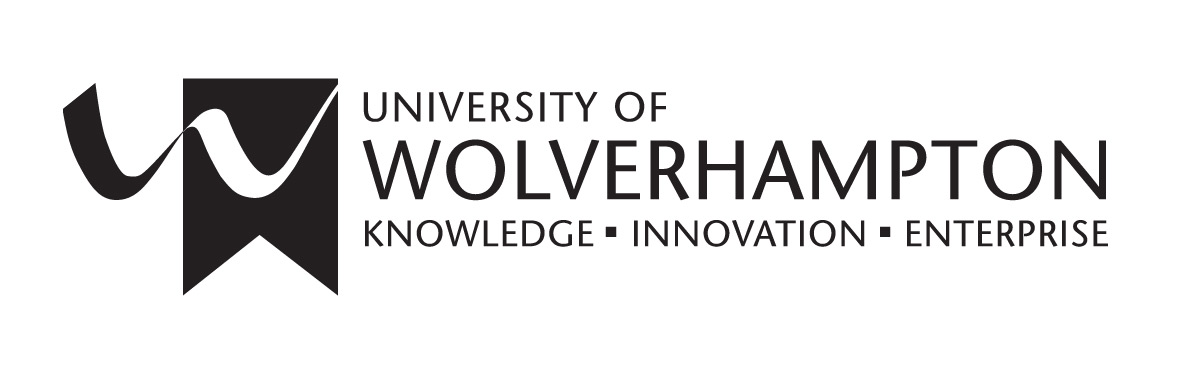 UNIVERSITY OF
WOLVERHAMPTON
KNOWLEDGE ▪ INNOVATION ▪ ENTERPRISE